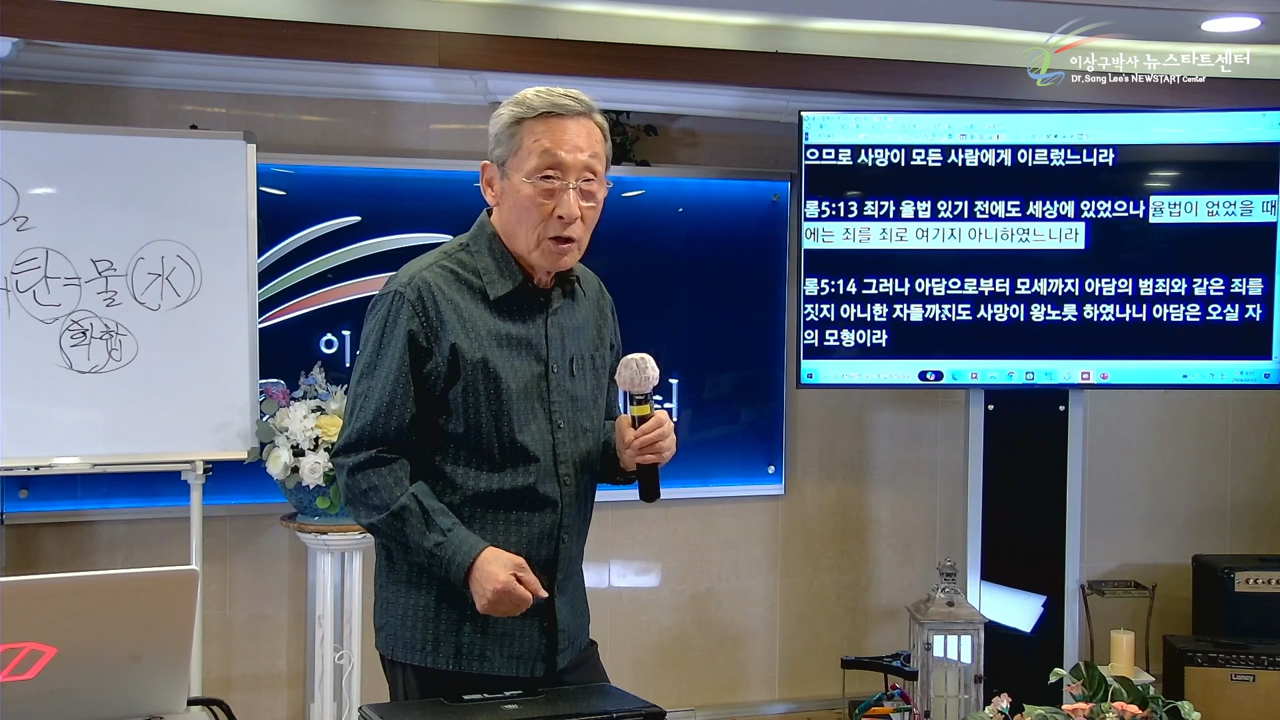 이상구박사 뉴스타트센터
Dr.Sang Lee's NEWSTART Center
으므로 사망이 모든 사람에게 이르렀느니라
롬5:13 죄가 율법 있기 전에도 세상에 있었으나 율법이 없었을 때
에는 죄를 죄로 여기지 아니하였느니라
롬5:14 그러나 아담으로부터 모세까지 아담의 범죄와 같은 죄를
짓지 아니한 자들까지도 사망이 왕노릇 하였나니 아담은 오실 자
의 모형이라
탄=물(水)
화합
이
터
ELF
Laney